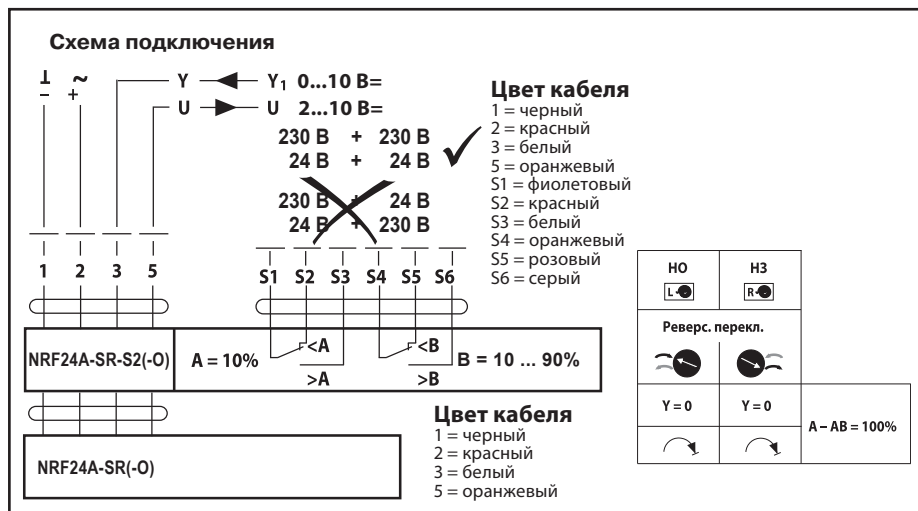 Схема подключения
⊥ ~
– +
Y Y₁ 0...10 В=
U U 2...10 В=
230 В + 230 В
24 В + 24 В
230 В + 24 В
24 В + 230 В
Цвет кабеля
1 = черный
2 = красный
3 = белый
5 = оранжевый
S1 = фиолетовый
S2 = красный
S3 = белый
S4 = оранжевый
S5 = розовый
S6 = серый
1 2 3 5 S1 S2 S3 S4 S5 S6
NRF24A-SR-S2(-O)
A = 10%
<A
>A
<B
>B
B = 10 ... 90%
НО НЗ
L R
Реверс. перекл.
Y = 0 Y = 0
A – AB = 100%
NRF24A-SR(-O)
Цвет кабеля
1 = черный
2 = красный
3 = белый
5 = оранжевый